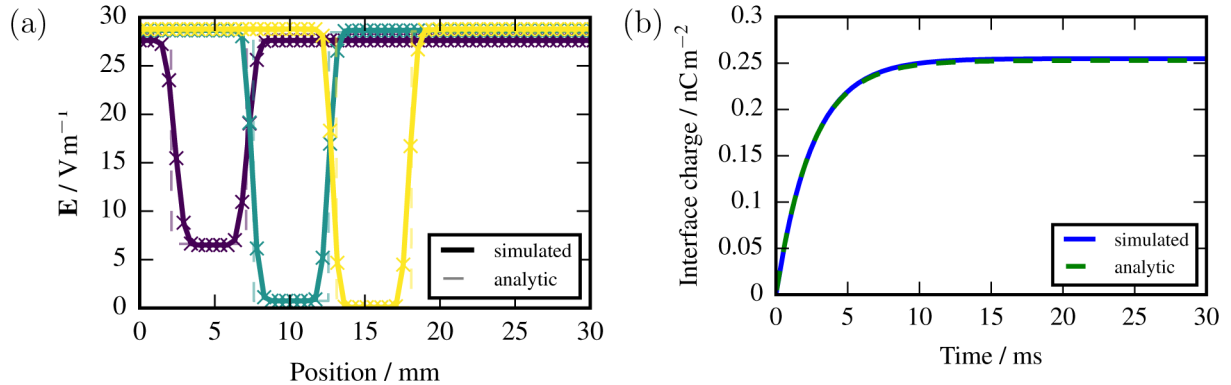 (a)
30
25
20
15
10
5
0
E / V m⁻¹
0 5 10 15 20 25 30
Position / mm
simulated
analytic
(b)
0.3
0.25
0.2
0.15
0.1
0.05
0
Interface charge / nC m⁻²
0 5 10 15 20 25 30
Time / ms
simulated
analytic